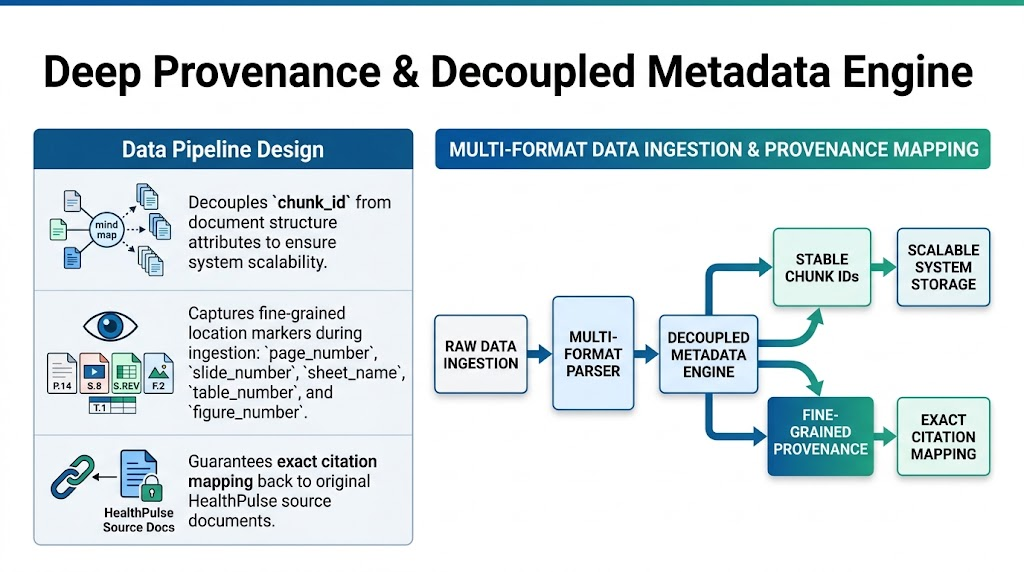 Deep Provenance & Decoupled Metadata Engine
Data Pipeline Design
mind
map
Decouples `chunk_id` from
document structure
attributes to ensure
system scalability.
P.14
S.8
S.REV
F.2
T.1
Captures fine-grained
location markers during
ingestion: `page_number`,
`slide_number`, `sheet_name`,
`table_number`, and
`figure_number`.
HealthPulse
Source Docs
Guarantees exact citation
mapping back to original
HealthPulse source
documents.
MULTI-FORMAT DATA INGESTION & PROVENANCE MAPPING
RAW DATA
INGESTION
MULTI-
FORMAT
PARSER
DECOUPLED
METADATA
ENGINE
STABLE
CHUNK IDs
SCALABLE
SYSTEM
STORAGE
FINE-
GRAINED
PROVENANCE
EXACT
CITATION
MAPPING